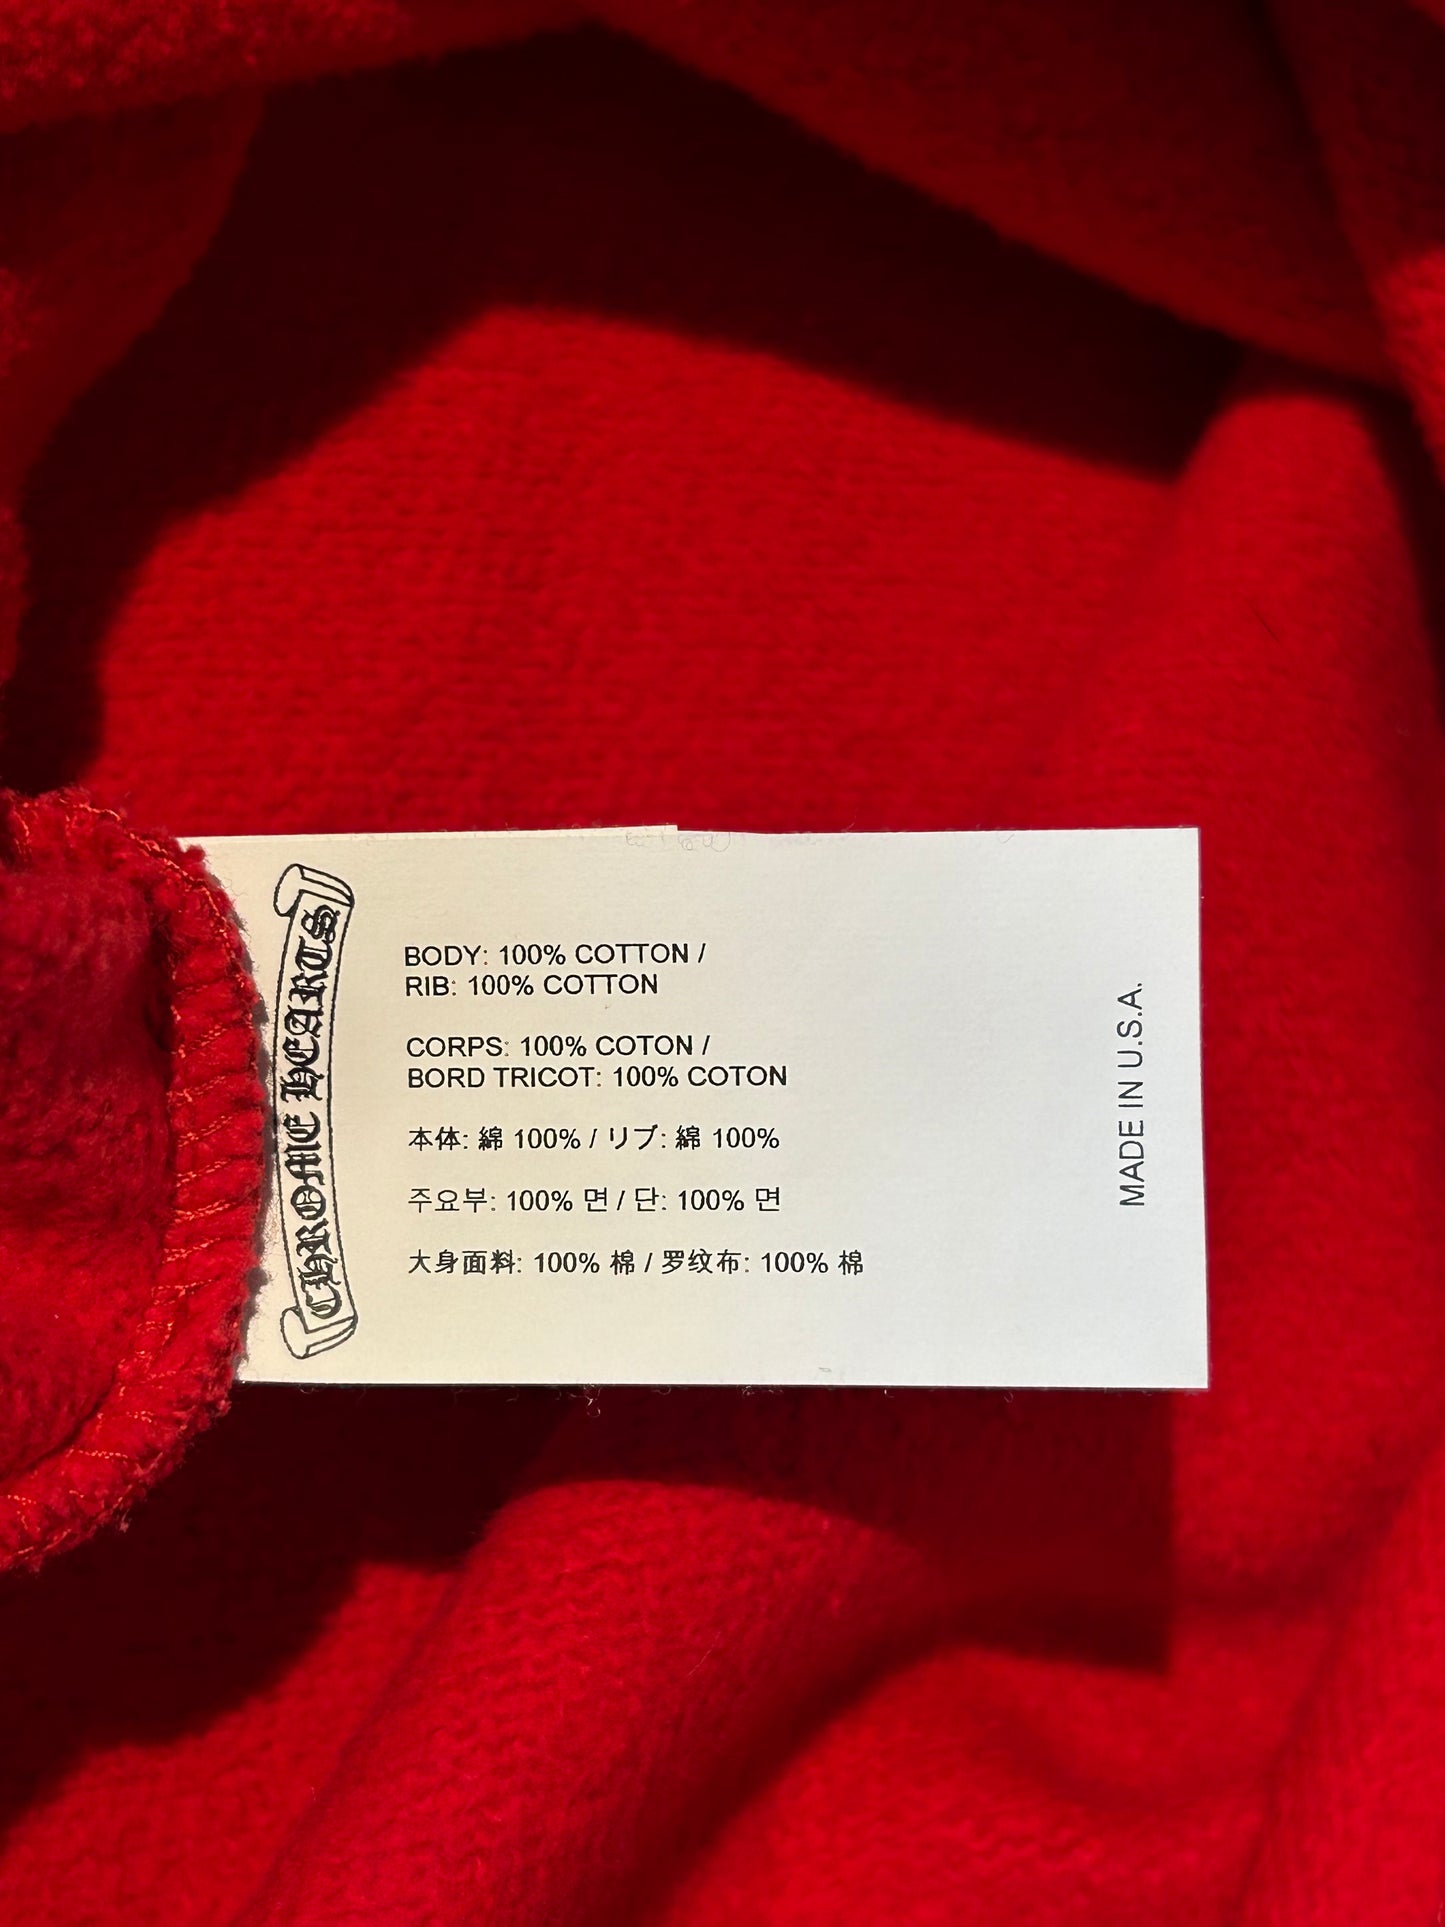 CHROME HEARTS
BODY: 100% COTTON /
RIB: 100% COTTON
CORPS: 100% COTON /
BORD TRICOT: 100% COTON
本体: 綿 100% / リブ: 綿 100%
주요부: 100% 면 / 단: 100% 면
大身面料: 100% 棉 / 罗纹布: 100% 棉
MADE IN U.S.A.